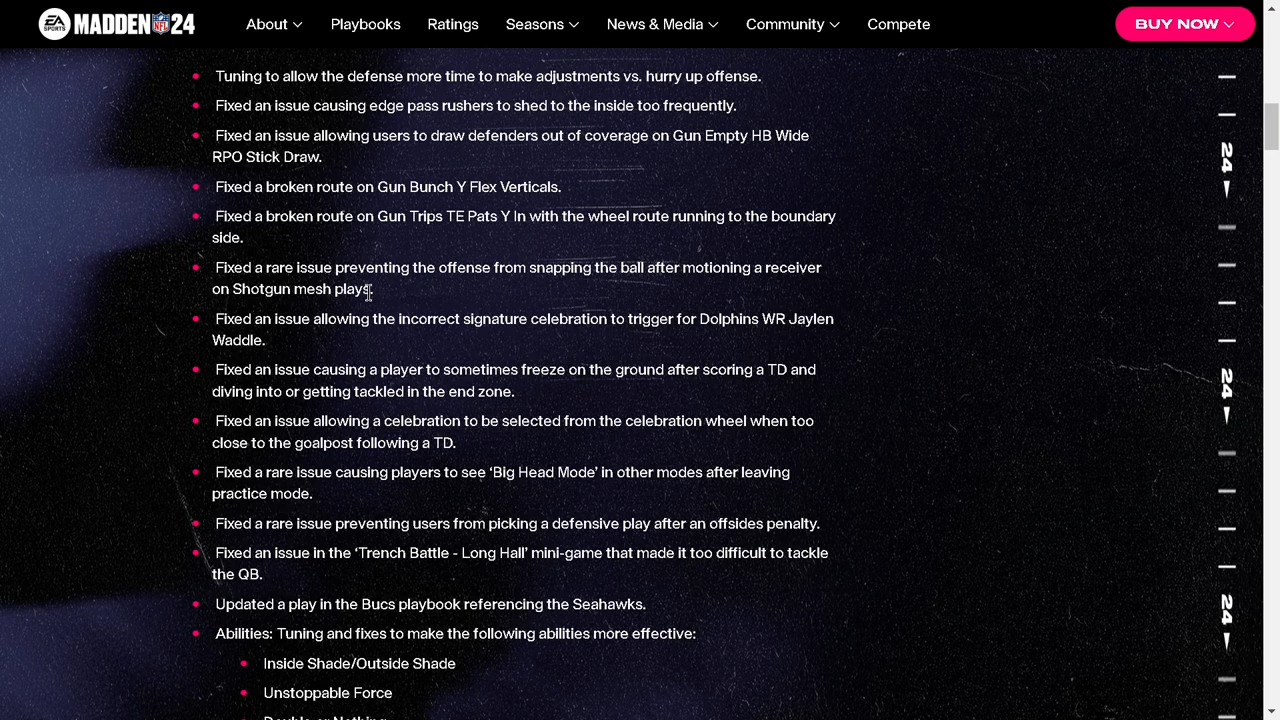 EA SPORTS MADDEN NFL 24 About Playbooks Ratings Seasons News & Media Community Compete BUY NOW
Tuning to allow the defense more time to make adjustments vs. hurry up offense.
Fixed an issue causing edge pass rushers to shed to the inside too frequently.
Fixed an issue allowing users to draw defenders out of coverage on Gun Empty HB Wide
RPO Stick Draw.
Fixed a broken route on Gun Bunch Y Flex Verticals.
Fixed a broken route on Gun Trips TE Pats Y In with the wheel route running to the boundary
side.
Fixed a rare issue preventing the offense from snapping the ball after motioning a receiver
on Shotgun mesh plays.
Fixed an issue allowing the incorrect signature celebration to trigger for Dolphins WR Jaylen
Waddle.
Fixed an issue causing a player to sometimes freeze on the ground after scoring a TD and
diving into or getting tackled in the end zone.
Fixed an issue allowing a celebration to be selected from the celebration wheel when too
close to the goalpost following a TD.
Fixed a rare issue causing players to see ‘Big Head Mode’ in other modes after leaving
practice mode.
Fixed a rare issue preventing users from picking a defensive play after an offsides penalty.
Fixed an issue in the ‘Trench Battle - Long Hall’ mini-game that made it too difficult to tackle
the QB.
Updated a play in the Bucs playbook referencing the Seahawks.
Abilities: Tuning and fixes to make the following abilities more effective:
Inside Shade/Outside Shade
Unstoppable Force
Double or Nothing
24
24
24